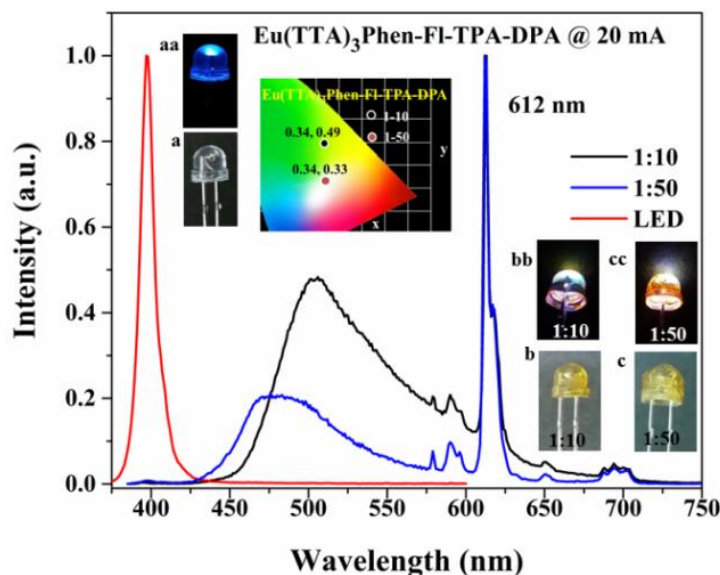 Eu(TTA)₃Phen-Fl-TPA-DPA @ 20 mA
aa
a
Eu(TTA)₃Phen-Fl-TPA-DPA
1-10
0.34, 0.49
1-50
0.34, 0.33
y
x
612 nm
1:10
1:50
LED
bb
cc
1:10
1:50
b
c
1:10
1:50
Intensity (a.u.)
1.0
0.8
0.6
0.4
0.2
0.0
400 450 500 550 600 650 700 750
Wavelength (nm)